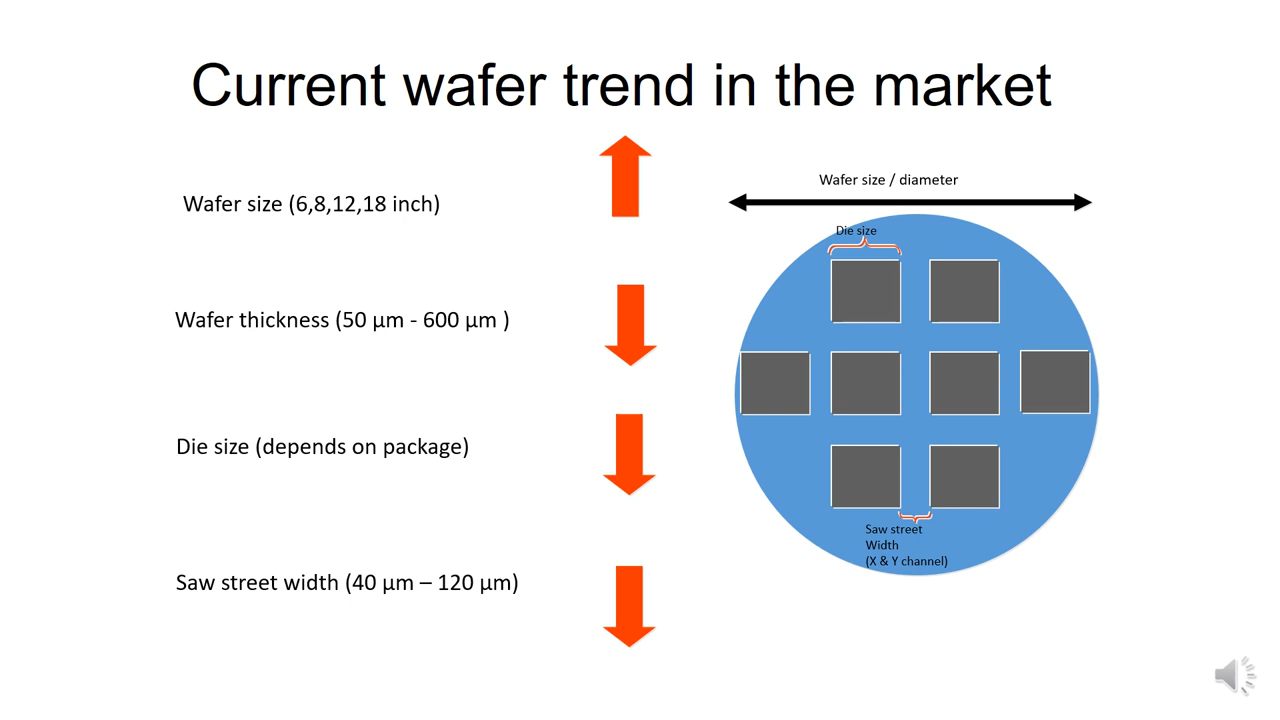 Current wafer trend in the market
Wafer size (6,8,12,18 inch)
Wafer thickness (50 µm - 600 µm )
Die size (depends on package)
Saw street width (40 µm – 120 µm)
Wafer size / diameter
Die size
Saw street
Width
(X & Y channel)